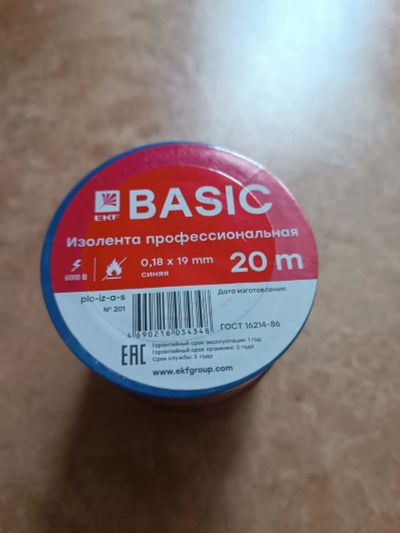 EKF
BASIC
Изолента профессиональная
6000 В
0,18 x 19 mm
синяя
20 m
plc-iz-a-s
№ 201
Дата изготовления:
4 690216 034348
ГОСТ 16214-86
EAC
Гарантийный срок эксплуатации: 1 год
Гарантийный срок хранения: 3 года
Срок службы: 3 года
www.ekfgroup.com